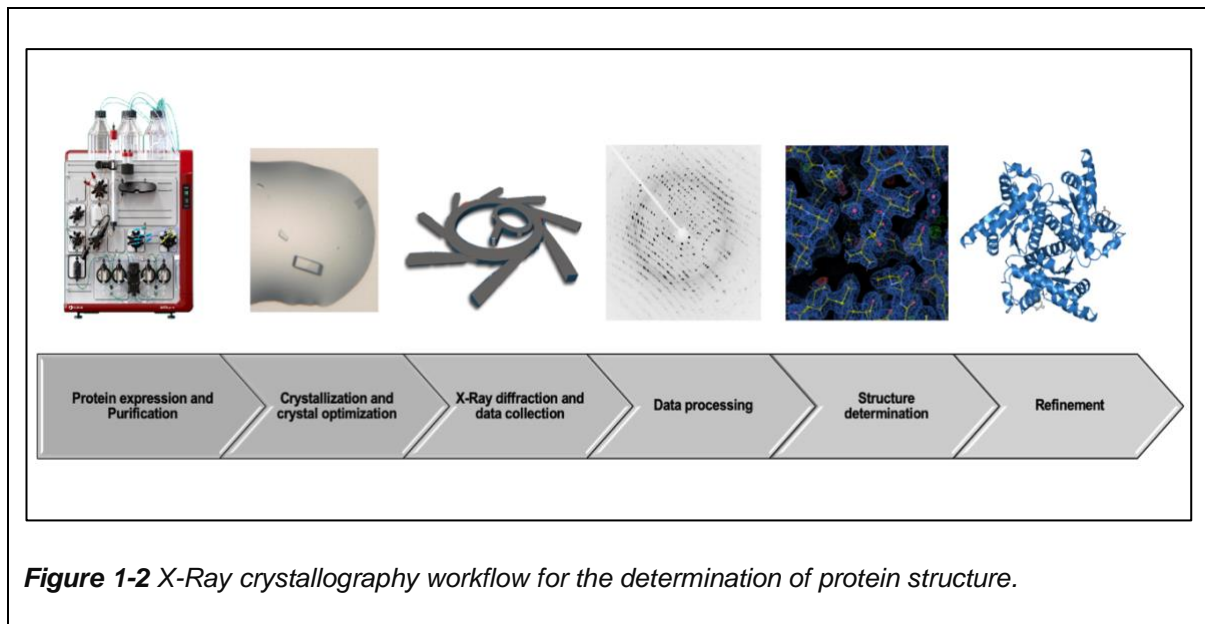 Protein expression and
Purification
Crystallization and
crystal optimization
X-Ray diffraction and
data collection
Data processing
Structure
determination
Refinement
Figure 1-2 X-Ray crystallography workflow for the determination of protein structure.